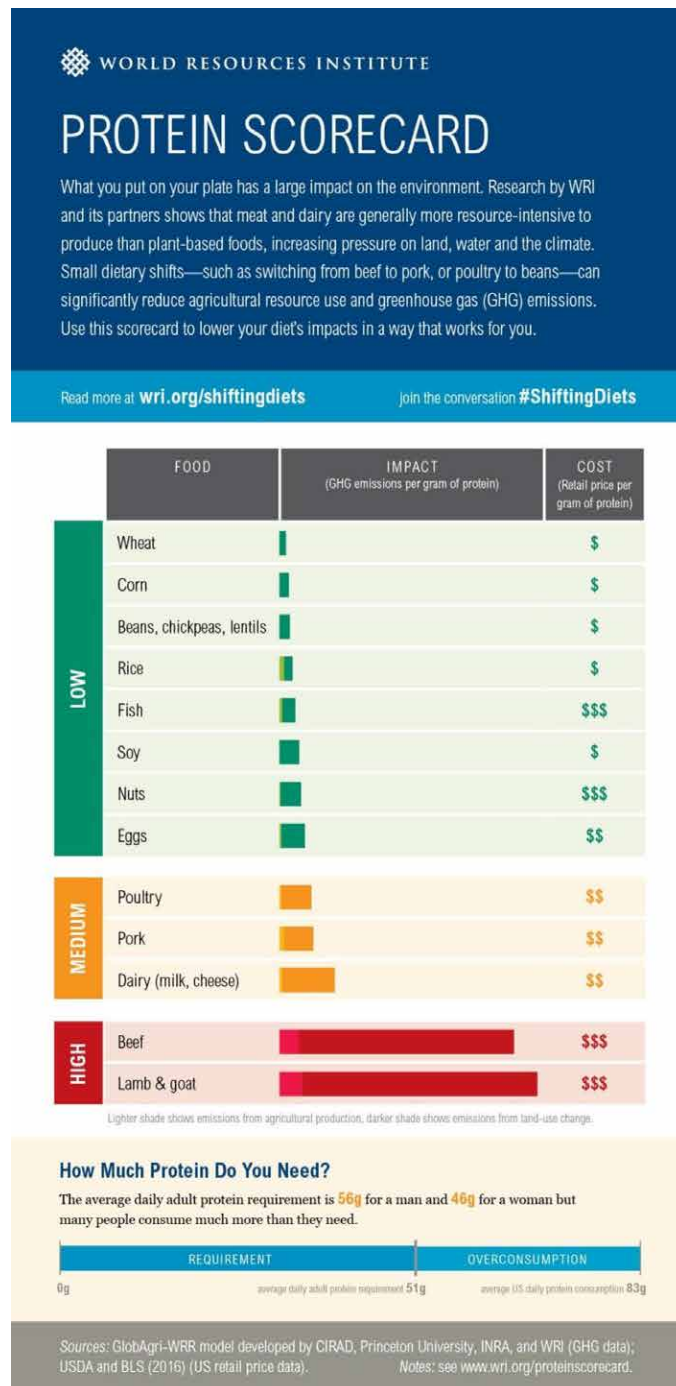 WORLD RESOURCES INSTITUTE
PROTEIN SCORECARD
What you put on your plate has a large impact on the environment. Research by WRI
and its partners shows that meat and dairy are generally more resource-intensive to
produce than plant-based foods, increasing pressure on land, water and the climate.
Small dietary shifts—such as switching from beef to pork, or poultry to beans—can
significantly reduce agricultural resource use and greenhouse gas (GHG) emissions.
Use this scorecard to lower your diet's impacts in a way that works for you.
Read more at wri.org/shiftingdiets join the conversation #ShiftingDiets
FOOD IMPACT COST
(GHG emissions per gram of protein) (Retail price per
gram of protein)
LOW
Wheat $
Corn $
Beans, chickpeas, lentils $
Rice $
Fish $$$
Soy $
Nuts $$$
Eggs $$
MEDIUM
Poultry $$
Pork $$
Dairy (milk, cheese) $$
HIGH
Beef $$$
Lamb & goat $$$
Lighter shade shows emissions from agricultural production, darker shade shows emissions from land-use change.
How Much Protein Do You Need?
The average daily adult protein requirement is 56g for a man and 46g for a woman but
many people consume much more than they need.
REQUIREMENT OVERCONSUMPTION
0g average daily adult protein requirement 51g average US daily protein consumption 83g
Sources: GlobAgri-WRR model developed by CIRAD, Princeton University, INRA, and WRI (GHG data);
USDA and BLS (2016) (US retail price data). Notes: see www.wri.org/proteinscorecard.